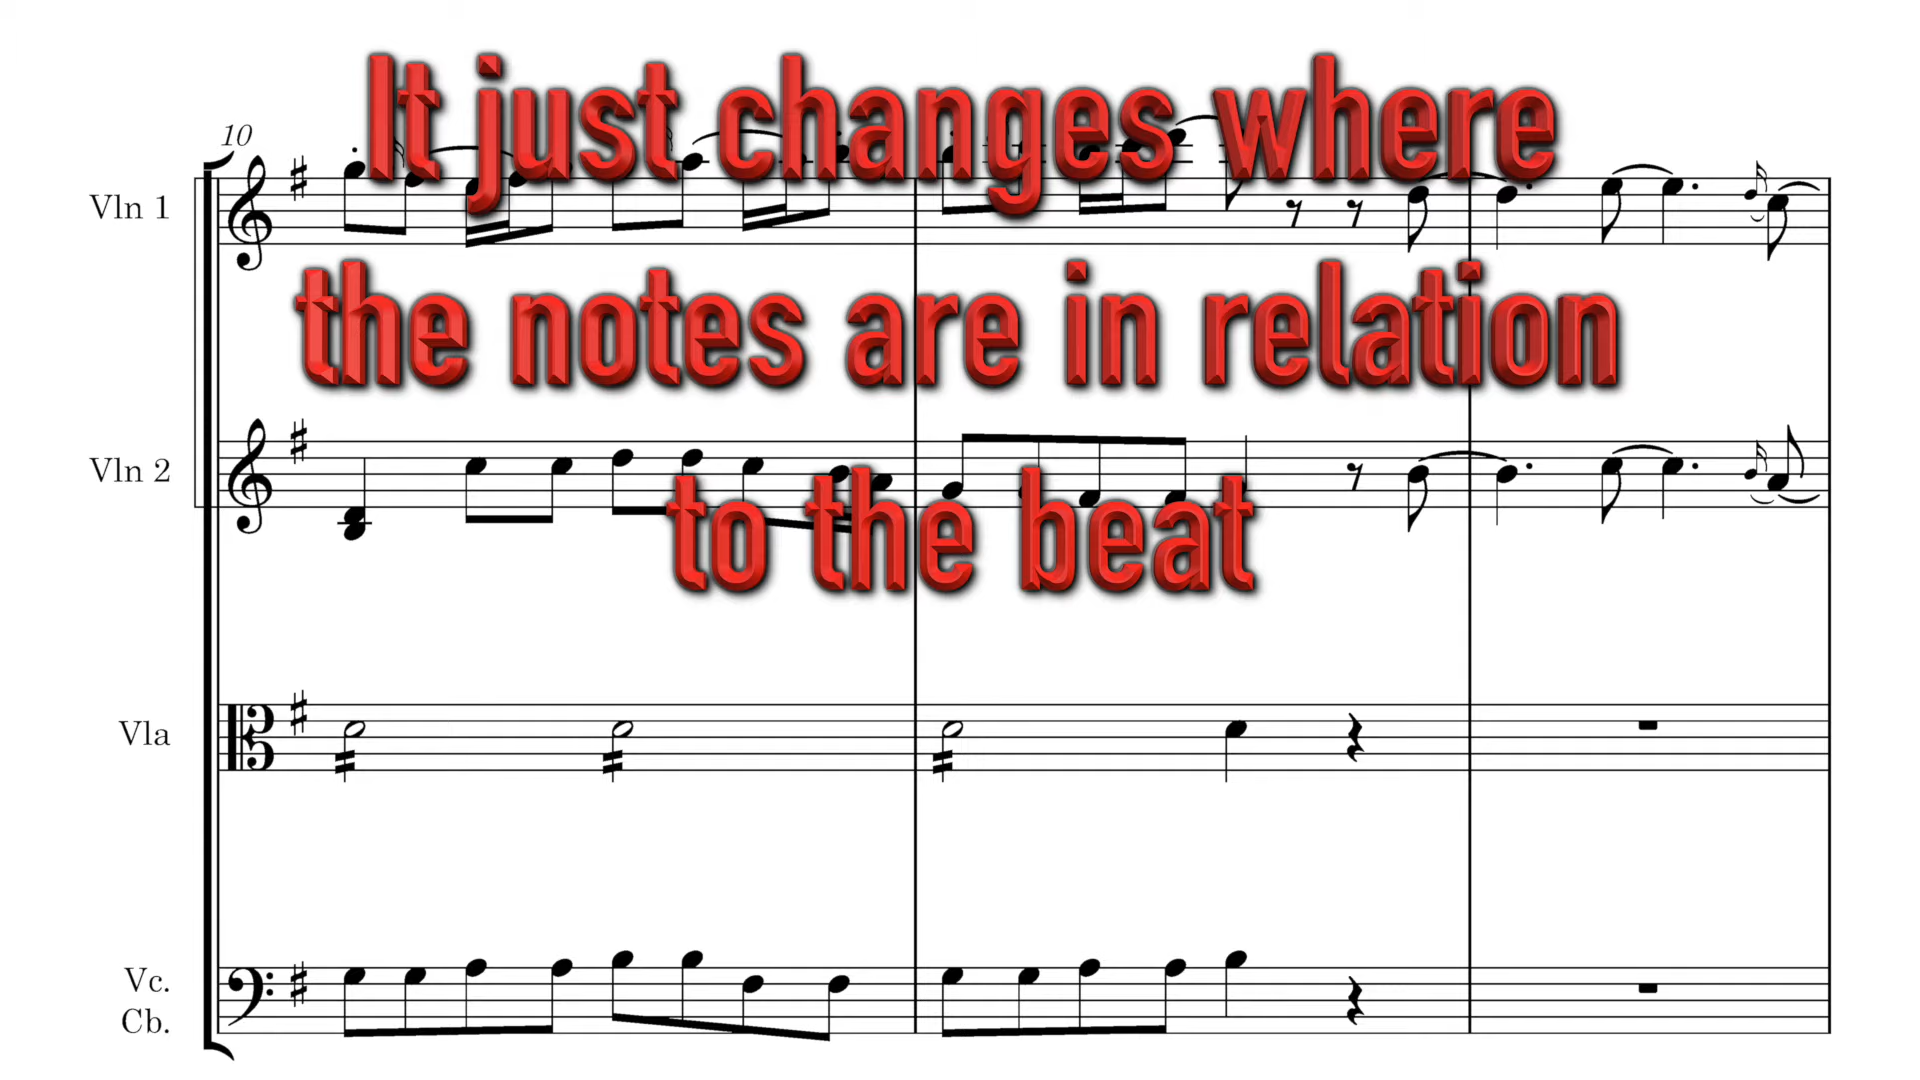 It just changes where
10
Vln 1
the notes are in relation
Vln 2
to the beat
Vla
Vc.
Cb.